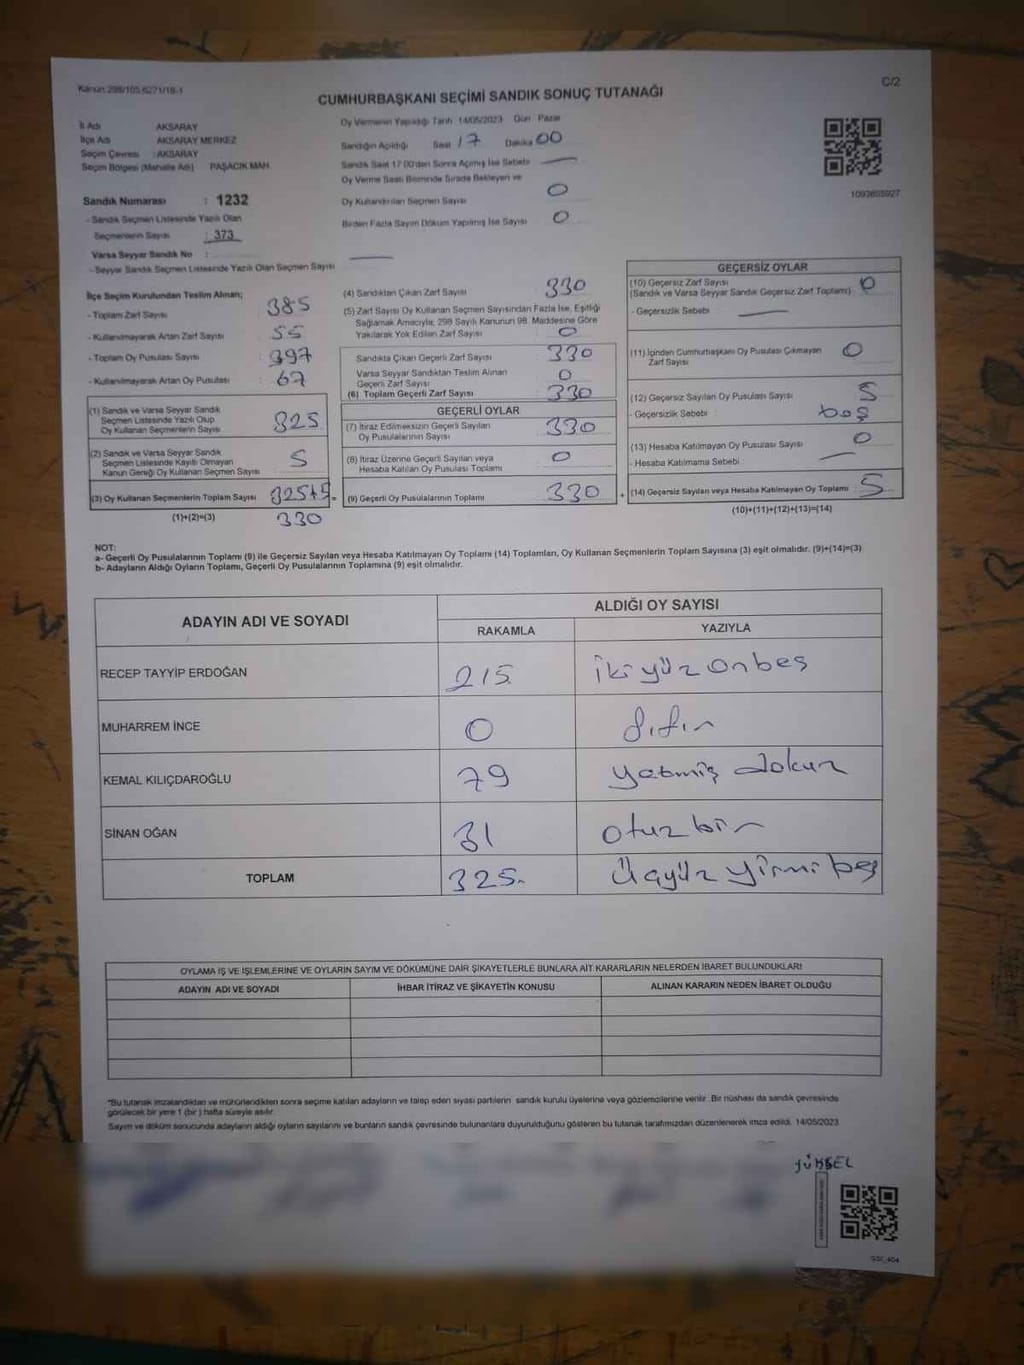 Kanun:298/105;6271/18-1
C/2
CUMHURBAŞKANI SEÇİMİ SANDIK SONUÇ TUTANAĞI
İl Adı AKSARAY
İlçe Adı AKSARAY MERKEZ
Seçim Çevresi : AKSARAY
Seçim Bölgesi (Mahalle Adı) PAŞACIK MAH.
Sandık Numarası : 1232
- Sandık Seçmen Listesinde Yazılı Olan
Seçmenlerin Sayısı : 373
Varsa Seyyar Sandık No :
- Seyyar Sandık Seçmen Listesinde Yazılı Olan Seçmen Sayısı
Oy Vermenin Yapıldığı Tarih 14/05/2023 Gün Pazar
Sandığın Açıldığı Saat 17 Dakika 00
Sandık Saat 17:00'den Sonra Açılmış İse Sebebi
Oy Verme Saati Bitiminde Sırada Bekleyen ve
Oy Kullandırılan Seçmen Sayısı 0
Birden Fazla Sayım Döküm Yapılmış İse Sayısı 0
1093605927
İlçe Seçim Kurulundan Teslim Alınan;
- Toplam Zarf Sayısı 385
- Kullanılmayarak Artan Zarf Sayısı 55
- Toplam Oy Pusulası Sayısı 397
- Kullanılmayarak Artan Oy Pusulası : 67
(1) Sandık ve Varsa Seyyar Sandık
Seçmen Listesinde Yazılı Olup
Oy Kullanan Seçmenlerin Sayısı 325
(2) Sandık ve Varsa Seyyar Sandık
Seçmen Listesinde Kayıtlı Olmayan
Kanun Gereği Oy Kullanan Seçmen Sayısı 5
(3) Oy Kullanan Seçmenlerin Toplam Sayısı 325+5 =
(1)+(2)=(3) 330
(4) Sandıktan Çıkan Zarf Sayısı 330
(5) Zarf Sayısı Oy Kullanan Seçmen Sayısından Fazla İse, Eşitliği
Sağlamak Amacıyla, 298 Sayılı Kanunun 98. Maddesine Göre
Yakılarak Yok Edilen Zarf Sayısı 0
Sandıkta Çıkan Geçerli Zarf Sayısı 330
Varsa Seyyar Sandıktan Teslim Alınan
Geçerli Zarf Sayısı 0
(6) Toplam Geçerli Zarf Sayısı 330
GEÇERLİ OYLAR
(7) İtiraz Edilmeksizin Geçerli Sayılan
Oy Pusulalarının Sayısı 330
(8) İtiraz Üzerine Geçerli Sayılan veya
Hesaba Katılan Oy Pusulası Toplamı 0
(9) Geçerli Oy Pusulalarının Toplamı 330 +
GEÇERSİZ OYLAR
(10) Geçersiz Zarf Sayısı
(Sandık ve Varsa Seyyar Sandık Geçersiz Zarf Toplamı) 0
- Geçersizlik Sebebi :
(11) İçinden Cumhurbaşkanı Oy Pusulası Çıkmayan
Zarf Sayısı 0
(12) Geçersiz Sayılan Oy Pusulası Sayısı 5
- Geçersizlik Sebebi : boş
(13) Hesaba Katılmayan Oy Pusulası Sayısı 0
- Hesaba Katılmama Sebebi :
(14) Geçersiz Sayılan veya Hesaba Katılmayan Oy Toplamı 5
(10)+(11)+(12)+(13)=(14)
NOT:
a- Geçerli Oy Pusulalarının Toplamı (9) ile Geçersiz Sayılan veya Hesaba Katılmayan Oy Toplamı (14) Toplamları, Oy Kullanan Seçmenlerin Toplam Sayısına (3) eşit olmalıdır. (9)+(14)=(3)
b- Adayların Aldığı Oyların Toplamı, Geçerli Oy Pusulalarının Toplamına (9) eşit olmalıdır.
ADAYIN ADI VE SOYADI
ALDIĞI OY SAYISI
RAKAMLA YAZIYLA
RECEP TAYYİP ERDOĞAN 215 iki yüz on beş
MUHARREM İNCE 0 sıfır
KEMAL KILIÇDAROĞLU 79 yetmiş dokuz
SİNAN OĞAN 31 otuz bir
TOPLAM 325 üçyüz yirmi beş
OYLAMA İŞ VE İŞLEMLERİNE VE OYLARIN SAYIM VE DÖKÜMÜNE DAİR ŞİKAYETLERLE BUNLARA AİT KARARLARIN NELERDEN İBARET BULUNDUKLARI
ADAYIN ADI VE SOYADI İHBAR İTİRAZ VE ŞİKAYETİN KONUSU ALINAN KARARIN NEDEN İBARET OLDUĞU
*Bu tutanak imzalandıktan ve mühürlendikten sonra seçime katılan adayların ve talep eden siyasi partilerin sandık kurulu üyelerine veya gözlemcilerine verilir. Bir nüshası da sandık çevresinde
görülecek bir yere 1 (bir) hafta süreyle asılır.
Sayım ve döküm sonucunda adayların aldığı oyların sayılarını ve bunların sandık çevresinde bulunanlara duyurulduğunu gösteren bu tutanak tarafımızdan düzenlenerek imza edildi. 14/05/2023
YÜKSEL